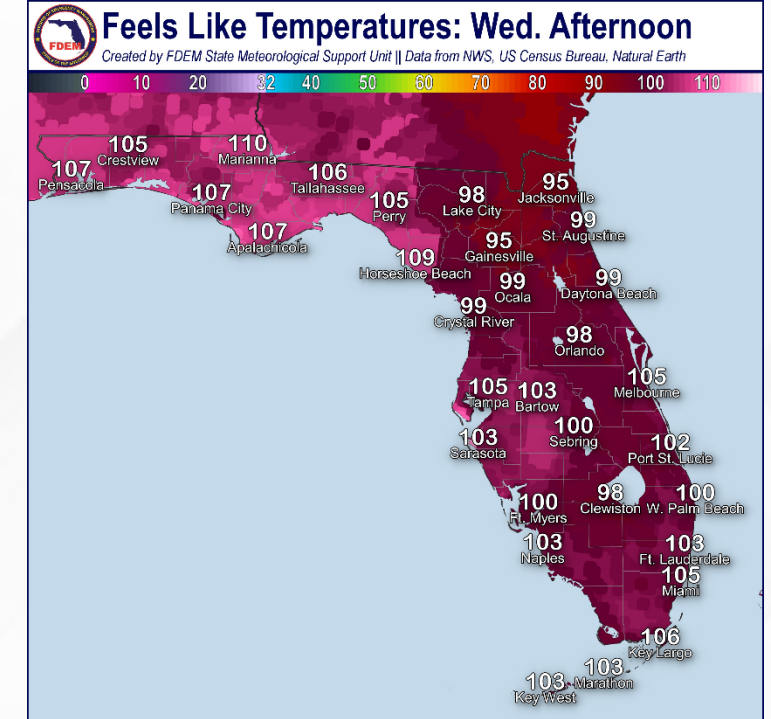 FDEM
Feels Like Temperatures: Wed. Afternoon
Created by FDEM State Meteorological Support Unit || Data from NWS, US Census Bureau, Natural Earth
0 10 20 32 40 50 60 70 80 90 100 110
105
Crestview
110
Marianna
107
Pensacola
106
Tallahassee
107
Panama City
105
Perry
98
Lake City
95
Jacksonville
107
Apalachicola
99
St. Augustine
95
Gainesville
109
Horseshoe Beach
99
Ocala
99
Daytona Beach
99
Crystal River
98
Orlando
105
Tampa
103
Bartow
105
Melbourne
103
Sarasota
100
Sebring
102
Port St. Lucie
100
Ft. Myers
98
Clewiston
100
W. Palm Beach
103
Naples
103
Ft. Lauderdale
105
Miami
106
Key Largo
103
Marathon
103
Key West